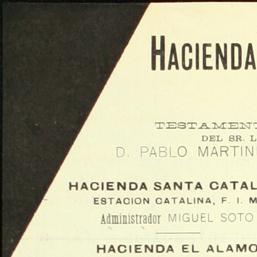 HACIENDA
TESTAMENT
DEL SR. L
D. PABLO MARTIN
HACIENDA SANTA CATAL
ESTACION CATALINA, F. I. M
Administrador MIGUEL SOTO
HACIENDA EL ALAMO